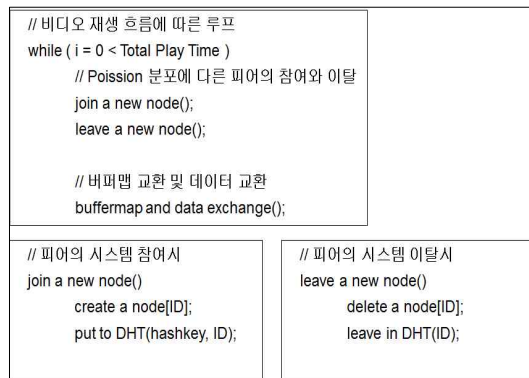 // 비디오 재생 흐름에 따른 루프
while ( i = 0 < Total Play Time )
// Poission 분포에 다른 피어의 참여와 이탈
join a new node();
leave a new node();
// 버퍼맵 교환 및 데이터 교환
buffermap and data exchange();
// 피어의 시스템 참여시
join a new node()
create a node[ID];
put to DHT(hashkey, ID);
// 피어의 시스템 이탈시
leave a new node()
delete a node[ID];
leave in DHT(ID);